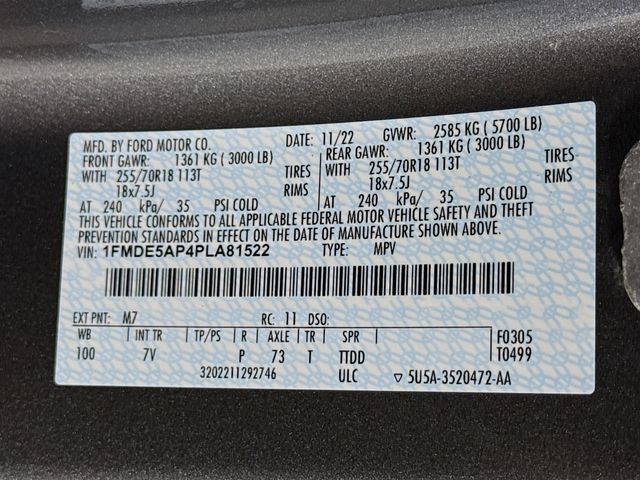 MFD. BY FORD MOTOR CO. DATE: 11/22 GVWR: 2585 KG ( 5700 LB)
FRONT GAWR: 1361 KG ( 3000 LB) REAR GAWR: 1361 KG ( 3000 LB)
WITH 255/70R18 113T TIRES WITH 255/70R18 113T TIRES
18x7.5J RIMS 18x7.5J RIMS
AT 240 kPa/ 35 PSI COLD AT 240 kPa/ 35 PSI COLD
THIS VEHICLE CONFORMS TO ALL APPLICABLE FEDERAL MOTOR VEHICLE SAFETY AND THEFT
PREVENTION STANDARDS IN EFFECT ON THE DATE OF MANUFACTURE SHOWN ABOVE.
VIN: 1FMDE5AP4PLA81522 TYPE: MPV
EXT PNT: M7 RC: 11 DSO:
WB INT TR TP/PS R AXLE TR SPR F0305
100 7V P 73 T TTDD T0499
3202211292746 ULC ▽ 5U5A-3520472-AA